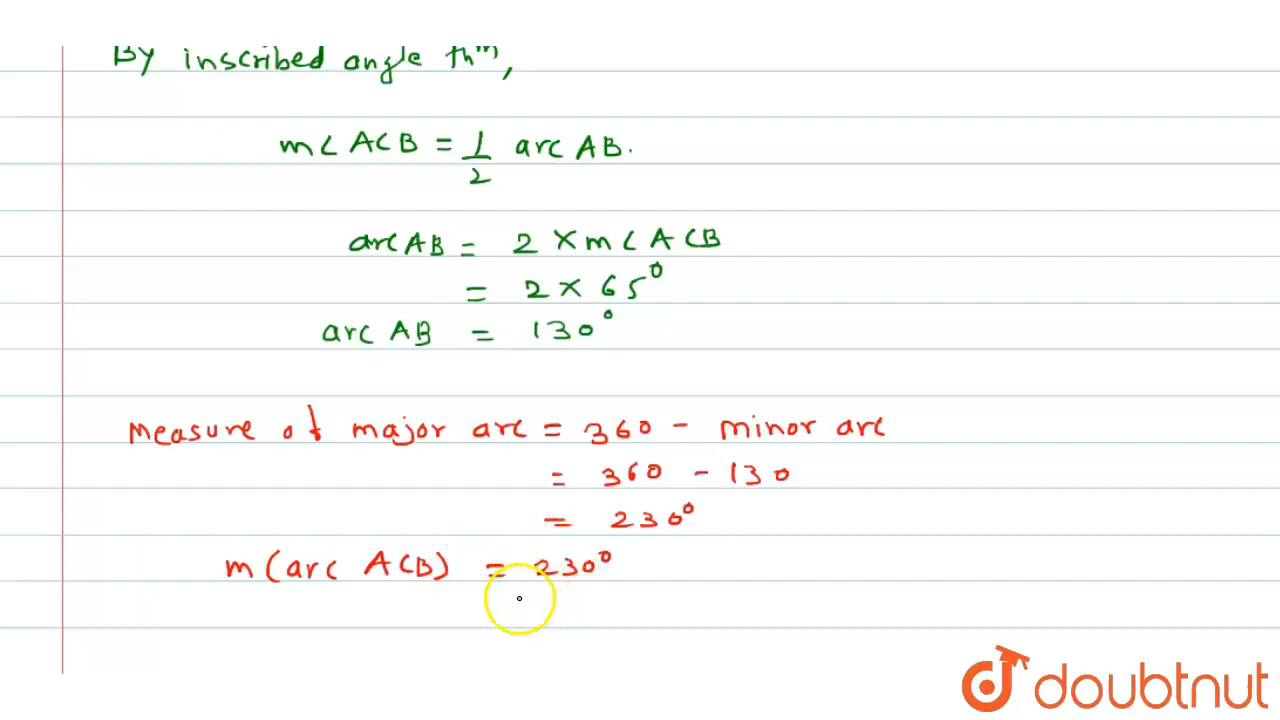 By inscribed angle thm,
m∠ACB = 1/2 arc AB.
arc AB = 2 × m∠ACB
= 2 × 65°
arc AB = 130°
Measure of major arc = 360 - minor arc
= 360 - 130
= 230°
m(arc ACB) = 230°
doubtnut